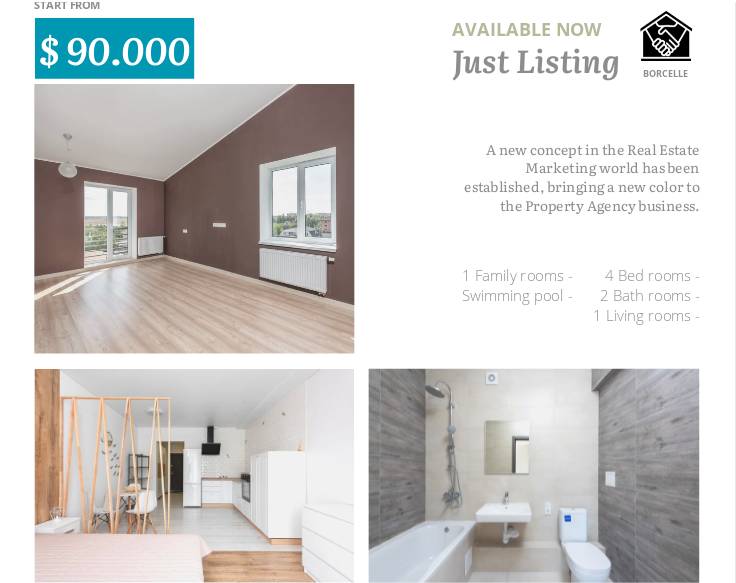 START FROM
$ 90.000
AVAILABLE NOW
Just Listing
BORCELLE
A new concept in the Real Estate
Marketing world has been
established, bringing a new color to
the Property Agency business.
1 Family rooms -
Swimming pool -
4 Bed rooms -
2 Bath rooms -
1 Living rooms -